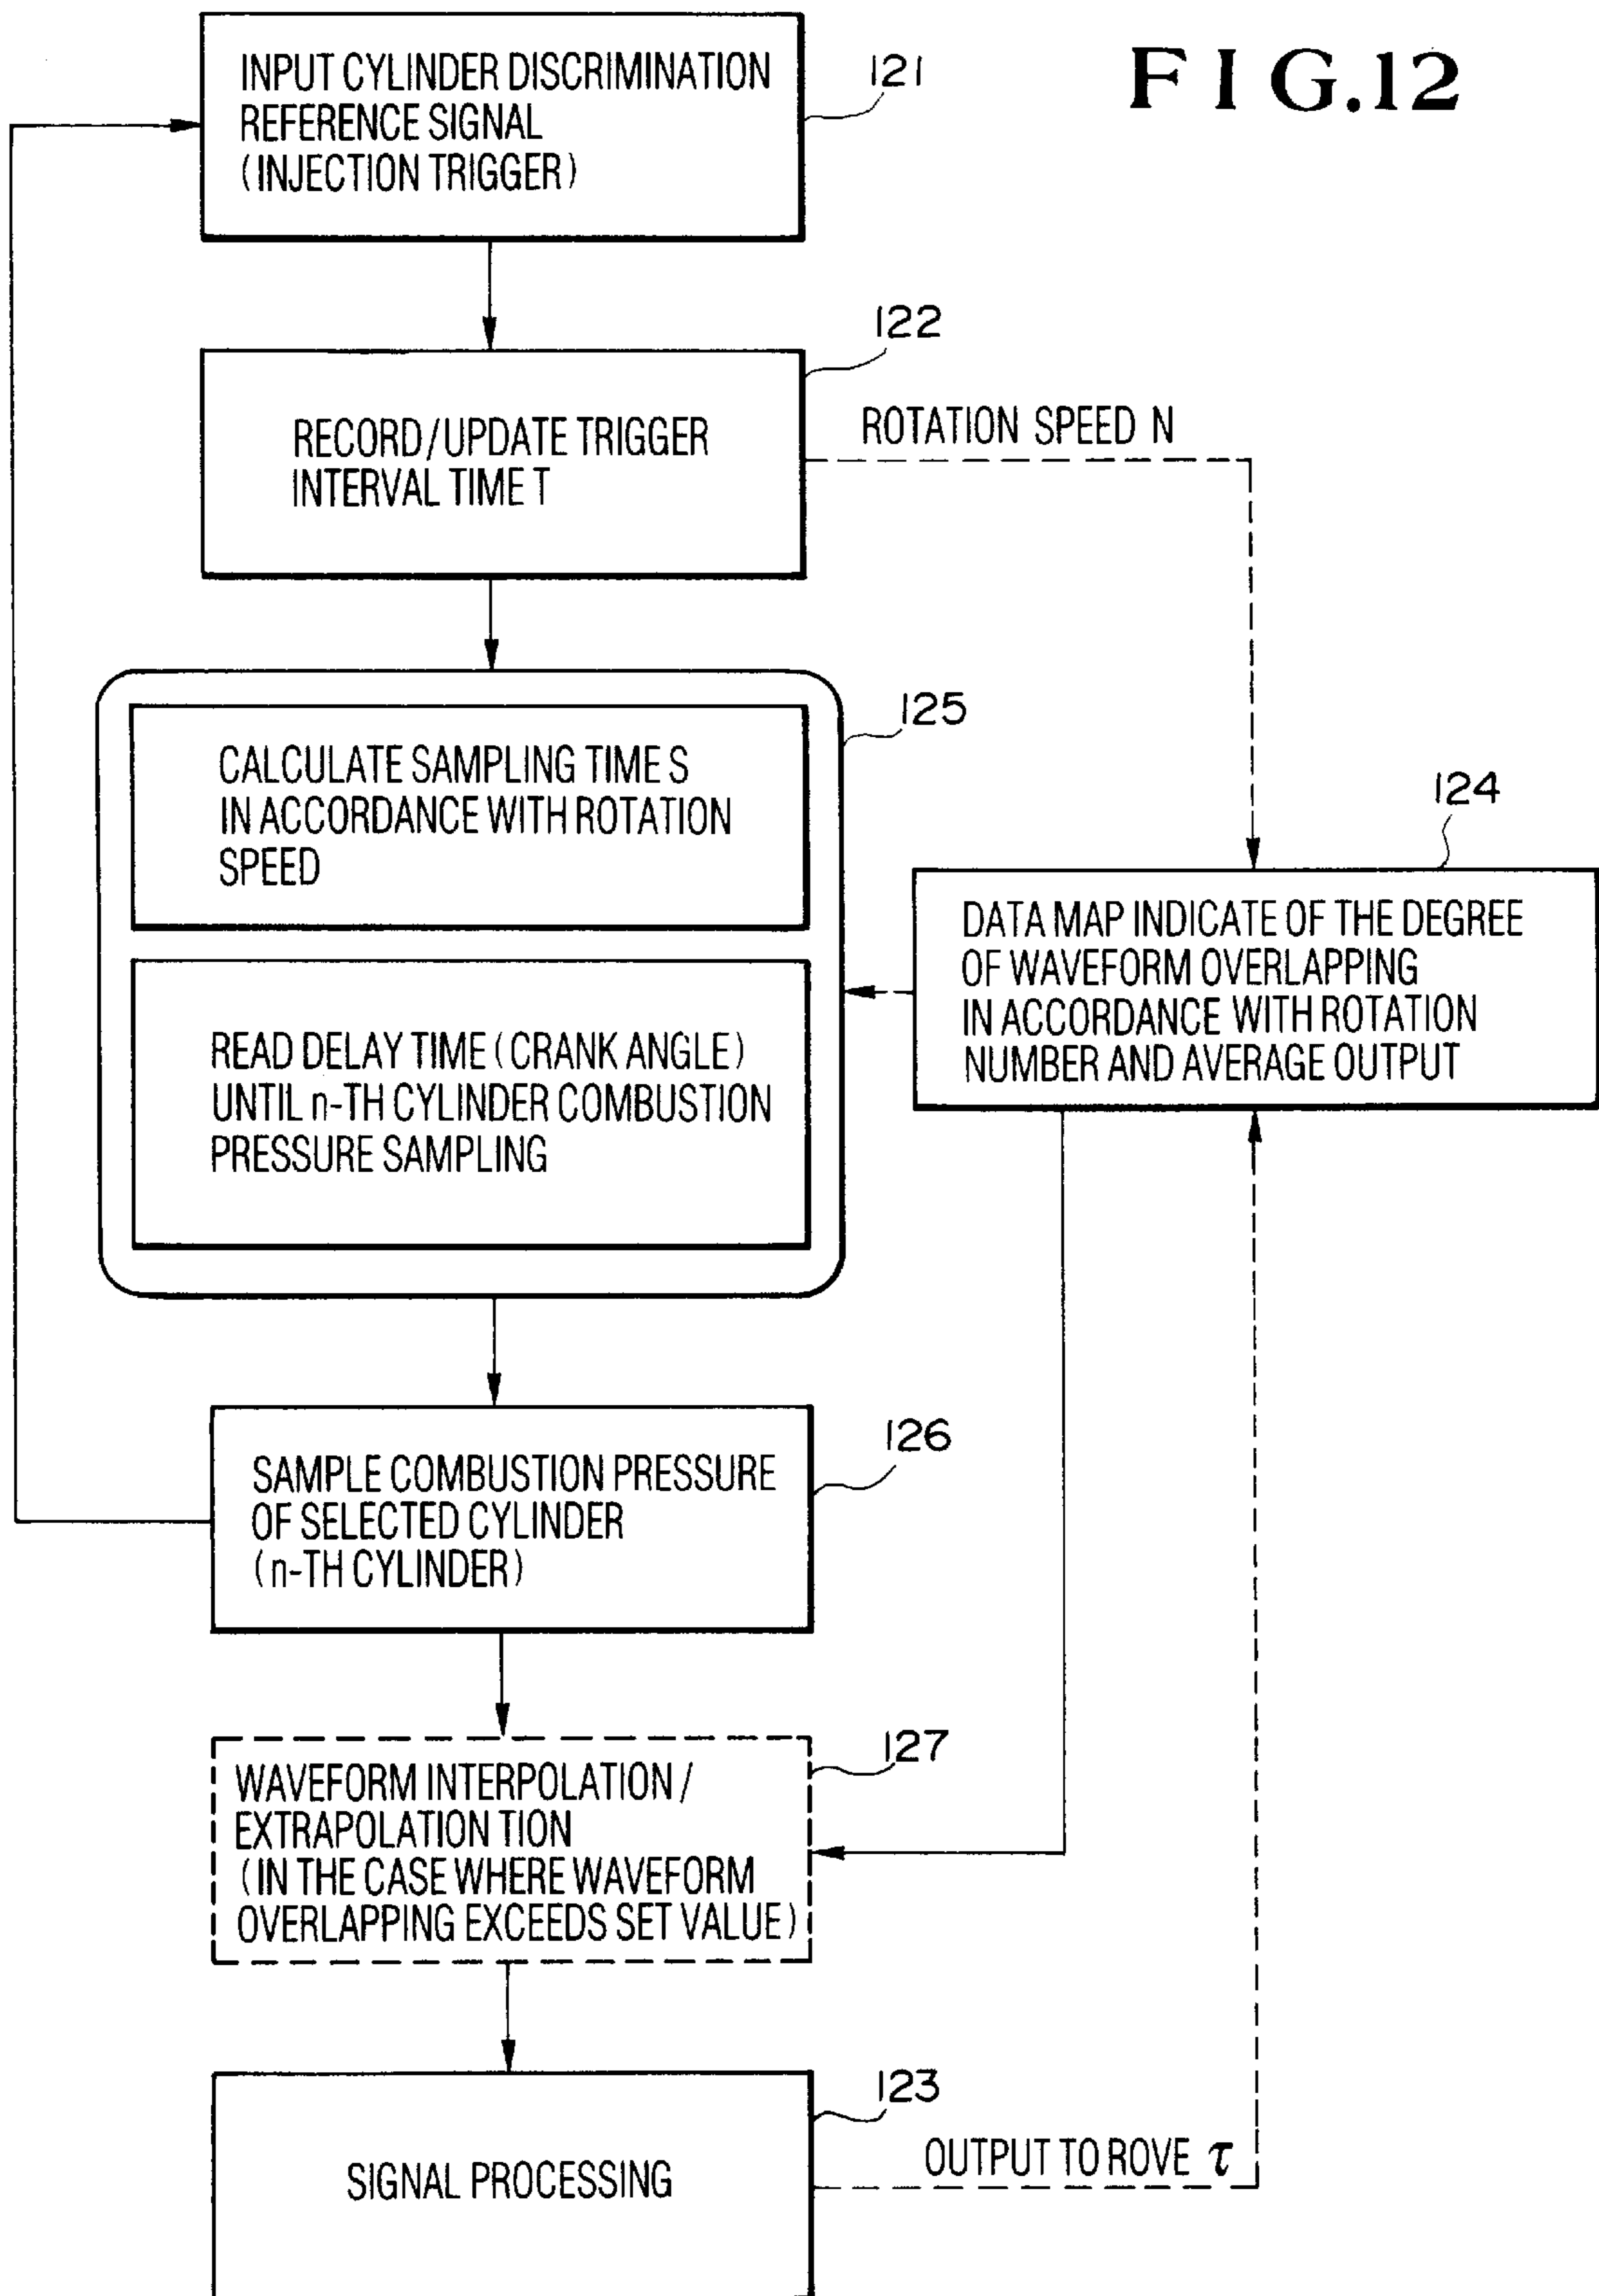 FIG.12
INPUT CYLINDER DISCRIMINATION
REFERENCE SIGNAL
(INJECTION TRIGGER)
121
122
RECORD/UPDATE TRIGGER
INTERVAL TIME T
ROTATION SPEED N
125
CALCULATE SAMPLING TIME S
IN ACCORDANCE WITH ROTATION
SPEED
124
DATA MAP INDICATE OF THE DEGREE
OF WAVEFORM OVERLAPPING
IN ACCORDANCE WITH ROTATION
NUMBER AND AVERAGE OUTPUT
READ DELAY TIME (CRANK ANGLE)
UNTIL n-TH CYLINDER COMBUSTION
PRESSURE SAMPLING
126
SAMPLE COMBUSTION PRESSURE
OF SELECTED CYLINDER
(n-TH CYLINDER)
127
WAVEFORM INTERPOLATION/
EXTRAPOLATION TION
(IN THE CASE WHERE WAVEFORM
OVERLAPPING EXCEEDS SET VALUE)
123
SIGNAL PROCESSING
OUTPUT TO ROVE τ